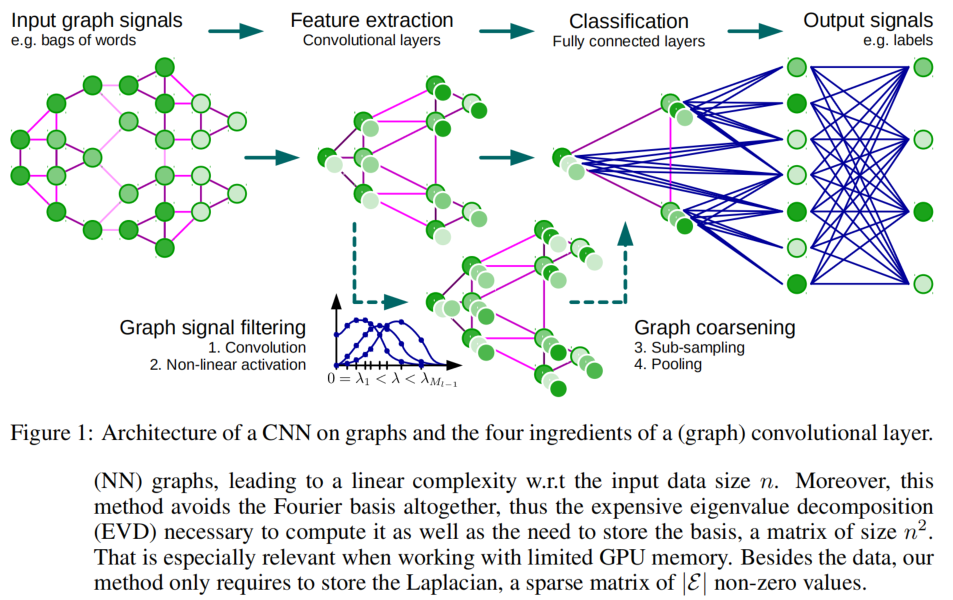 Input graph signals
e.g. bags of words
Feature extraction
Convolutional layers
Classification
Fully connected layers
Output signals
e.g. labels
Graph signal filtering
1. Convolution
2. Non-linear activation
0 = λ₁ < λ < λ_{M_{l−1}}
Graph coarsening
3. Sub-sampling
4. Pooling
Figure 1: Architecture of a CNN on graphs and the four ingredients of a (graph) convolutional layer.
(NN) graphs, leading to a linear complexity w.r.t the input data size n. Moreover, this
method avoids the Fourier basis altogether, thus the expensive eigenvalue decomposition
(EVD) necessary to compute it as well as the need to store the basis, a matrix of size n².
That is especially relevant when working with limited GPU memory. Besides the data, our
method only requires to store the Laplacian, a sparse matrix of |ℰ| non-zero values.